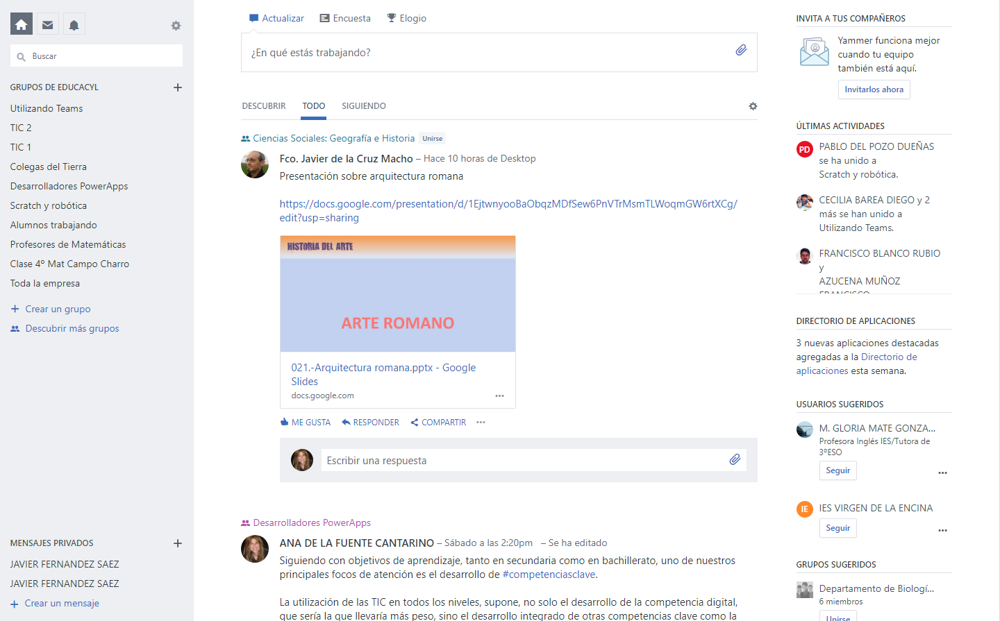 Buscar
GRUPOS DE EDUCACYL
Utilizando Teams
TIC 2
TIC 1
Colegas del Tierra
Desarrolladores PowerApps
Scratch y robótica
Alumnos trabajando
Profesores de Matemáticas
Clase 4º Mat Campo Charro
Toda la empresa
Crear un grupo
Descubrir más grupos
MENSAJES PRIVADOS
JAVIER FERNANDEZ SAEZ
JAVIER FERNANDEZ SAEZ
Crear un mensaje
Actualizar Encuesta Elogio
¿En qué estás trabajando?
DESCUBRIR TODO SIGUIENDO
Ciencias Sociales: Geografía e Historia Unirse
Fco. Javier de la Cruz Macho – Hace 10 horas de Desktop
Presentación sobre arquitectura romana
https://docs.google.com/presentation/d/1EjtwnyooBaObqzMDfSew6PnVTrMsmTLWoqmGW6rtXCg/
edit?usp=sharing
HISTORIA DEL ARTE
ARTE ROMANO
021.-Arquitectura romana.pptx - Google
Slides
docs.google.com
ME GUSTA RESPONDER COMPARTIR
Escribir una respuesta
Desarrolladores PowerApps
ANA DE LA FUENTE CANTARINO – Sábado a las 2:20pm – Se ha editado
Siguiendo con objetivos de aprendizaje, tanto en secundaria como en bachillerato, uno de nuestros
principales focos de atención es el desarrollo de #competenciasclave.
La utilización de las TIC en todos los niveles, supone, no solo el desarrollo de la competencia digital,
que sería la que llevaría más peso, sino el desarrollo integrado de otras competencias clave como la
INVITA A TUS COMPAÑEROS
Yammer funciona mejor
cuando tu equipo
también está aquí.
Invitarlos ahora
ÚLTIMAS ACTIVIDADES
PD
PABLO DEL POZO DUEÑAS
se ha unido a
Scratch y robótica.
CECILIA BAREA DIEGO y 2
más se han unido a
Utilizando Teams.
FRANCISCO BLANCO RUBIO
y
AZUCENA MUÑOZ
FRANCISCO
DIRECTORIO DE APLICACIONES
3 nuevas aplicaciones destacadas
agregadas a la Directorio de
aplicaciones esta semana.
USUARIOS SUGERIDOS
M. GLORIA MATE GONZA...
Profesora Inglés IES/Tutora de
3ºESO
Seguir
IE
IES VIRGEN DE LA ENCINA
Seguir
GRUPOS SUGERIDOS
Departamento de Biologí...
6 miembros
Unirse